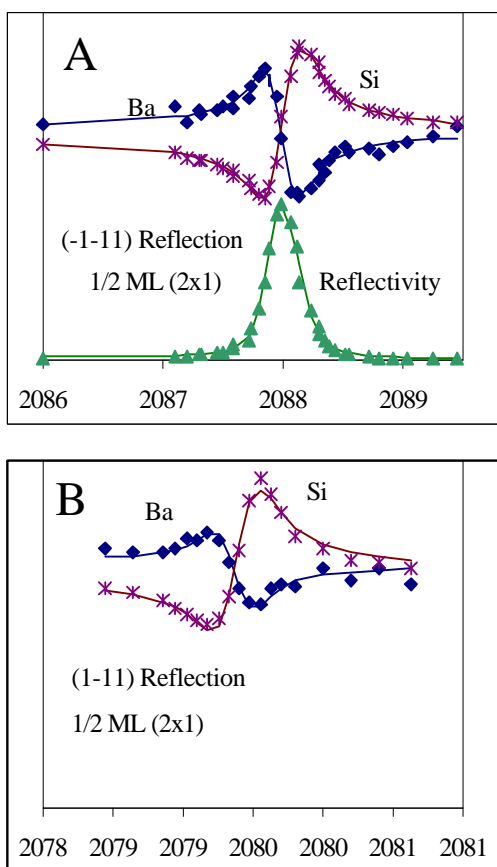 A
Ba
Si
(-1-11) Reflection
1/2 ML (2x1)
Reflectivity
2086 2087 2088 2089
B
Ba
Si
(1-11) Reflection
1/2 ML (2x1)
2078 2079 2079 2080 2080 2081 2081